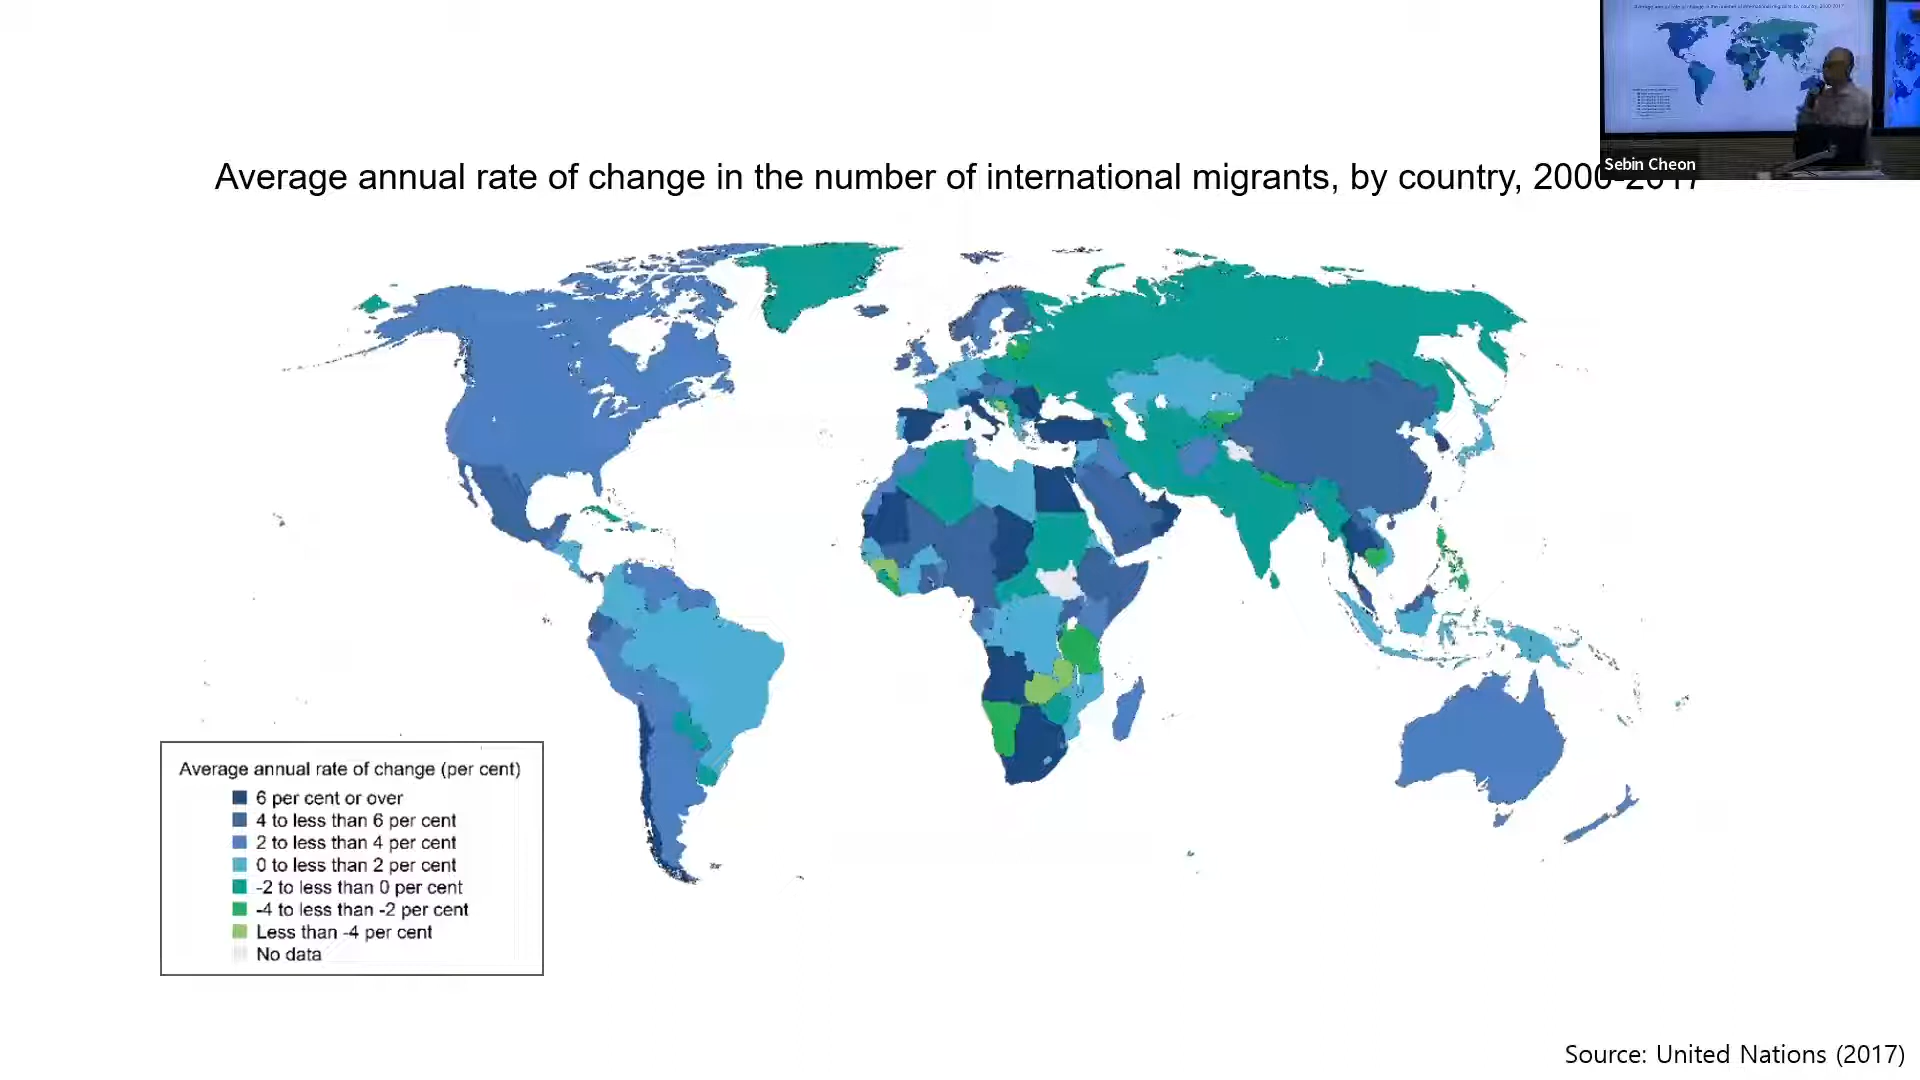 Sebin Cheon
Average annual rate of change in the number of international migrants, by country, 2000-2017
Average annual rate of change (per cent)
6 per cent or over
4 to less than 6 per cent
2 to less than 4 per cent
0 to less than 2 per cent
-2 to less than 0 per cent
-4 to less than -2 per cent
Less than -4 per cent
No data
Source: United Nations (2017)